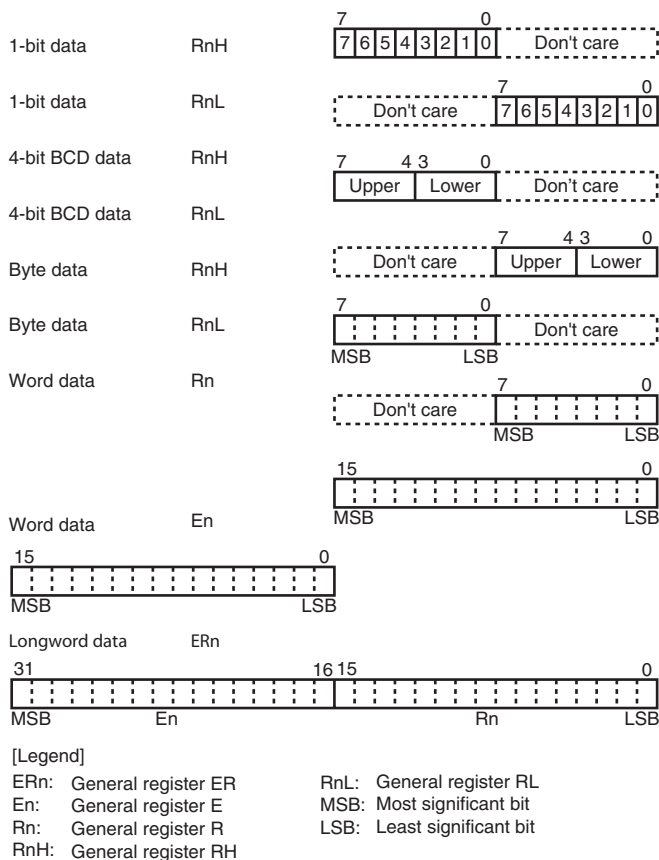 7 0
1-bit data RnH 7 6 5 4 3 2 1 0 Don't care
7 0
1-bit data RnL Don't care 7 6 5 4 3 2 1 0
4-bit BCD data RnH 7 4 3 0
Upper Lower Don't care
4-bit BCD data RnL
7 4 3 0
Byte data RnH Don't care Upper Lower
7 0
Byte data RnL Don't care
MSB LSB
Word data Rn 7 0
Don't care
MSB LSB
15 0
Word data En MSB LSB
15 0
MSB LSB
Longword data ERn
31 16 15 0
MSB En Rn LSB
[Legend]
ERn: General register ER RnL: General register RL
En: General register E MSB: Most significant bit
Rn: General register R LSB: Least significant bit
RnH: General register RH